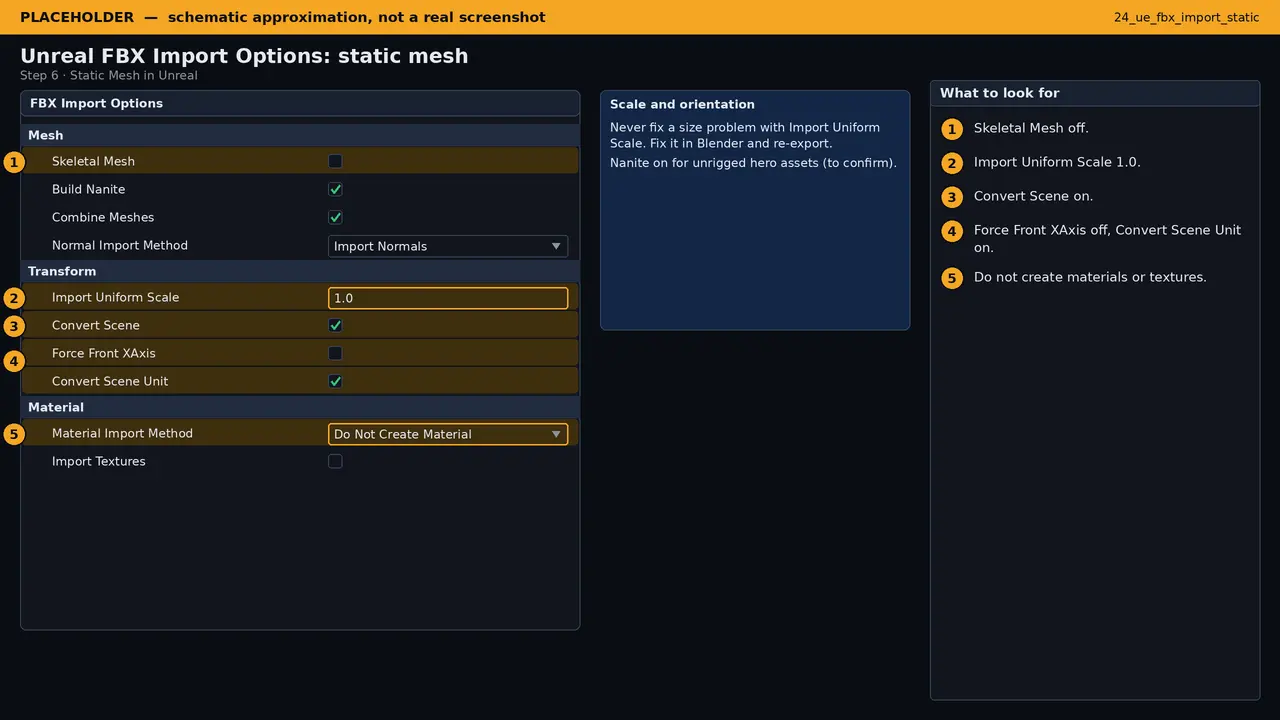 PLACEHOLDER — schematic approximation, not a real screenshot
24_ue_fbx_import_static
Unreal FBX Import Options: static mesh
Step 6 · Static Mesh in Unreal
FBX Import Options
Mesh
1 Skeletal Mesh
Build Nanite
Combine Meshes
Normal Import Method Import Normals
Transform
2 Import Uniform Scale 1.0
3 Convert Scene
4 Force Front XAxis
Convert Scene Unit
Material
5 Material Import Method Do Not Create Material
Import Textures
Scale and orientation
Never fix a size problem with Import Uniform
Scale. Fix it in Blender and re-export.
Nanite on for unrigged hero assets (to confirm).
What to look for
1 Skeletal Mesh off.
2 Import Uniform Scale 1.0.
3 Convert Scene on.
4 Force Front XAxis off, Convert Scene Unit
on.
5 Do not create materials or textures.